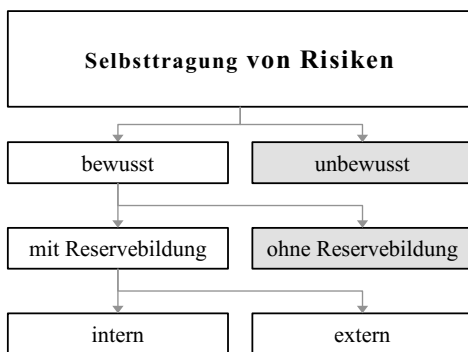 Selbsttragung von Risiken
bewusst
unbewusst
mit Reservebildung
ohne Reservebildung
intern
extern